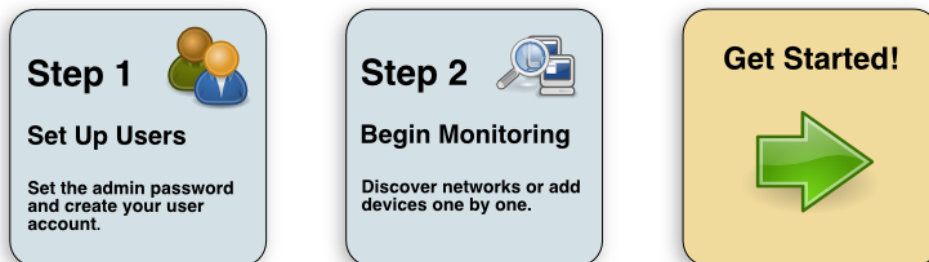 Step 1
Set Up Users
Set the admin password
and create your user
account.
Step 2
Begin Monitoring
Discover networks or add
devices one by one.
Get Started!